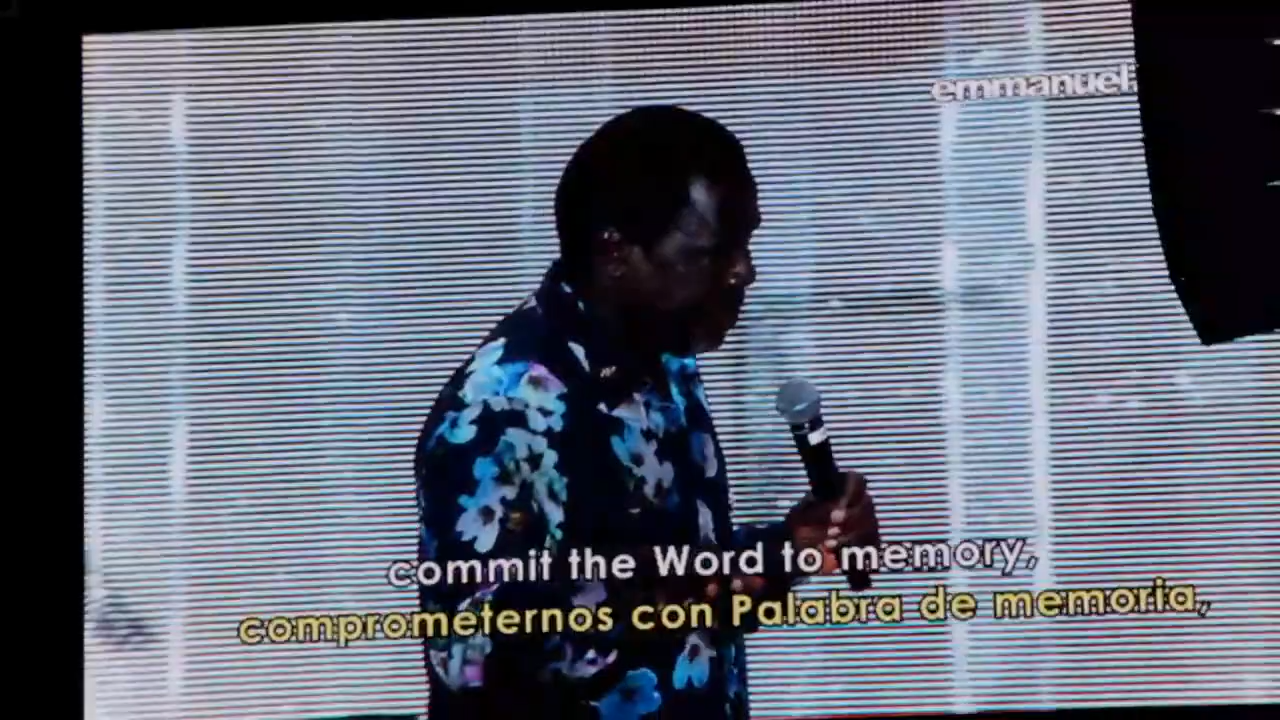 emmanuel
commit the Word to memory,
comprometernos con Palabra de memoria,